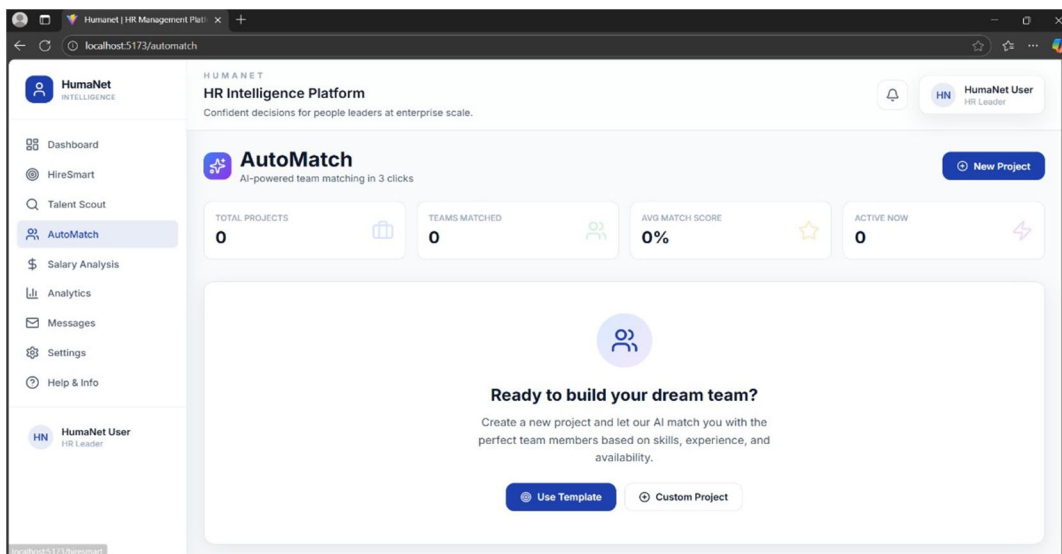 Humanet | HR Management Platf
localhost:5173/automatch
HumaNet
INTELLIGENCE
Dashboard
HireSmart
Talent Scout
AutoMatch
Salary Analysis
Analytics
Messages
Settings
Help & Info
HN
HumaNet User
HR Leader
HUMANET
HR Intelligence Platform
Confident decisions for people leaders at enterprise scale.
HN
HumaNet User
HR Leader
AutoMatch
AI-powered team matching in 3 clicks
New Project
TOTAL PROJECTS
0
TEAMS MATCHED
0
AVG MATCH SCORE
0%
ACTIVE NOW
0
Ready to build your dream team?
Create a new project and let our AI match you with the
perfect team members based on skills, experience, and
availability.
Use Template
Custom Project
localhost:5173/hiresmart